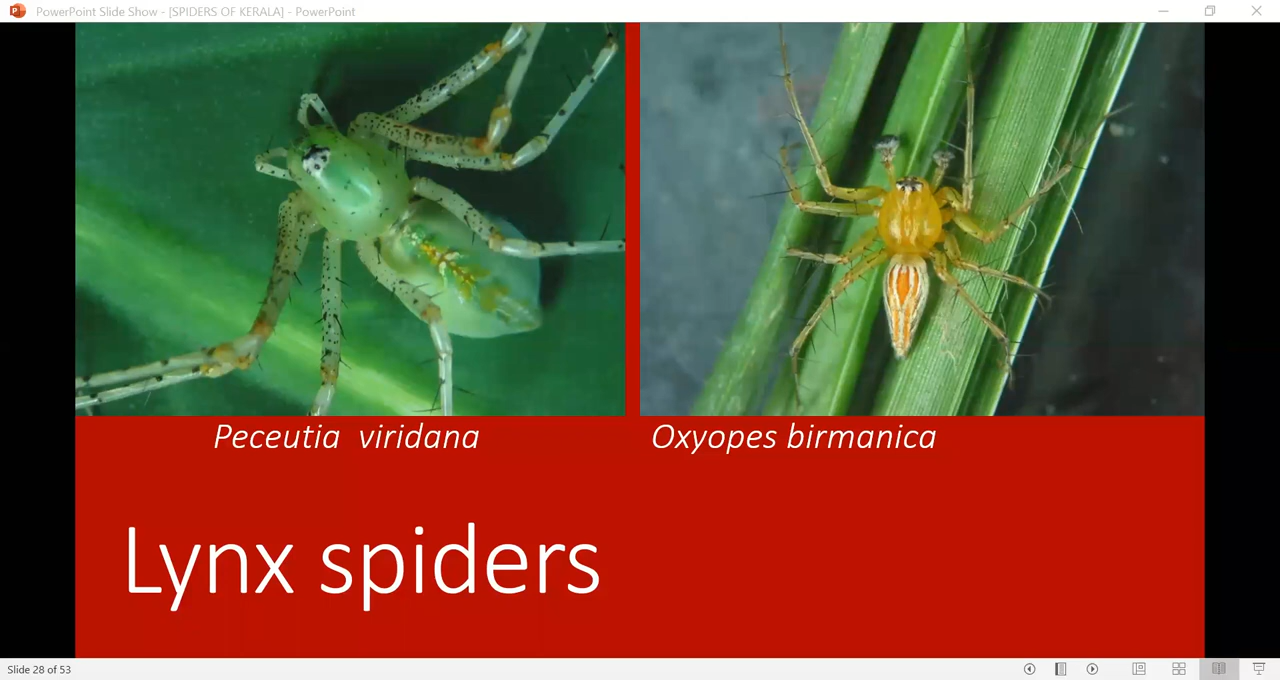 PowerPoint Slide Show - [SPIDERS OF KERALA] - PowerPoint
Peceutia viridana
Oxyopes birmanica
Lynx spiders
Slide 28 of 53